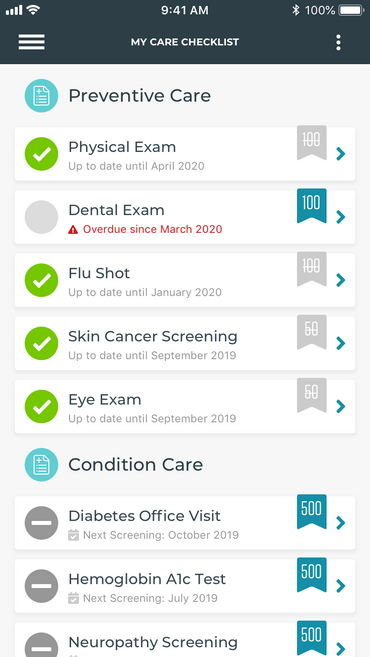 9:41 AM 100%
MY CARE CHECKLIST
Preventive Care
Physical Exam 100
Up to date until April 2020
Dental Exam 100
Overdue since March 2020
Flu Shot 100
Up to date until January 2020
Skin Cancer Screening 50
Up to date until September 2019
Eye Exam 50
Up to date until September 2019
Condition Care
Diabetes Office Visit 500
Next Screening: October 2019
Hemoglobin A1c Test 500
Next Screening: July 2019
Neuropathy Screening 500